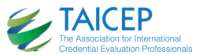 TAICEP
The Association for International
Credential Evaluation Professionals